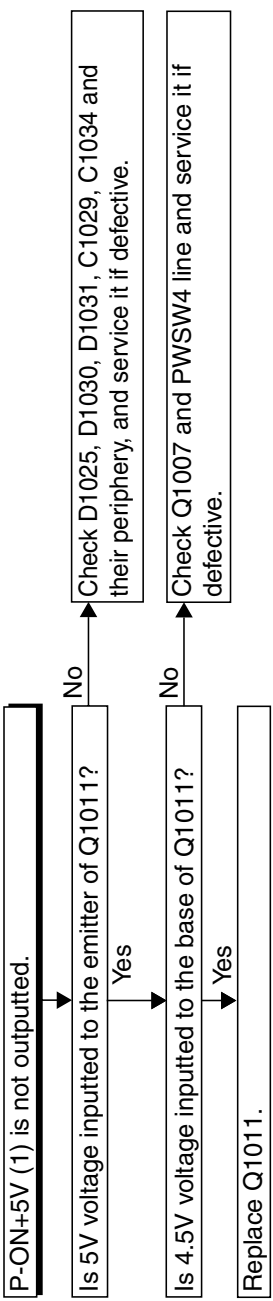 P-ON+5V (1) is not outputted.
Is 5V voltage inputted to the emitter of Q1011?
No
Check D1025, D1030, D1031, C1029, C1034 and
their periphery, and service it if defective.
Yes
Is 4.5V voltage inputted to the base of Q1011?
No
Check Q1007 and PWSW4 line and service it if
defective.
Yes
Replace Q1011.